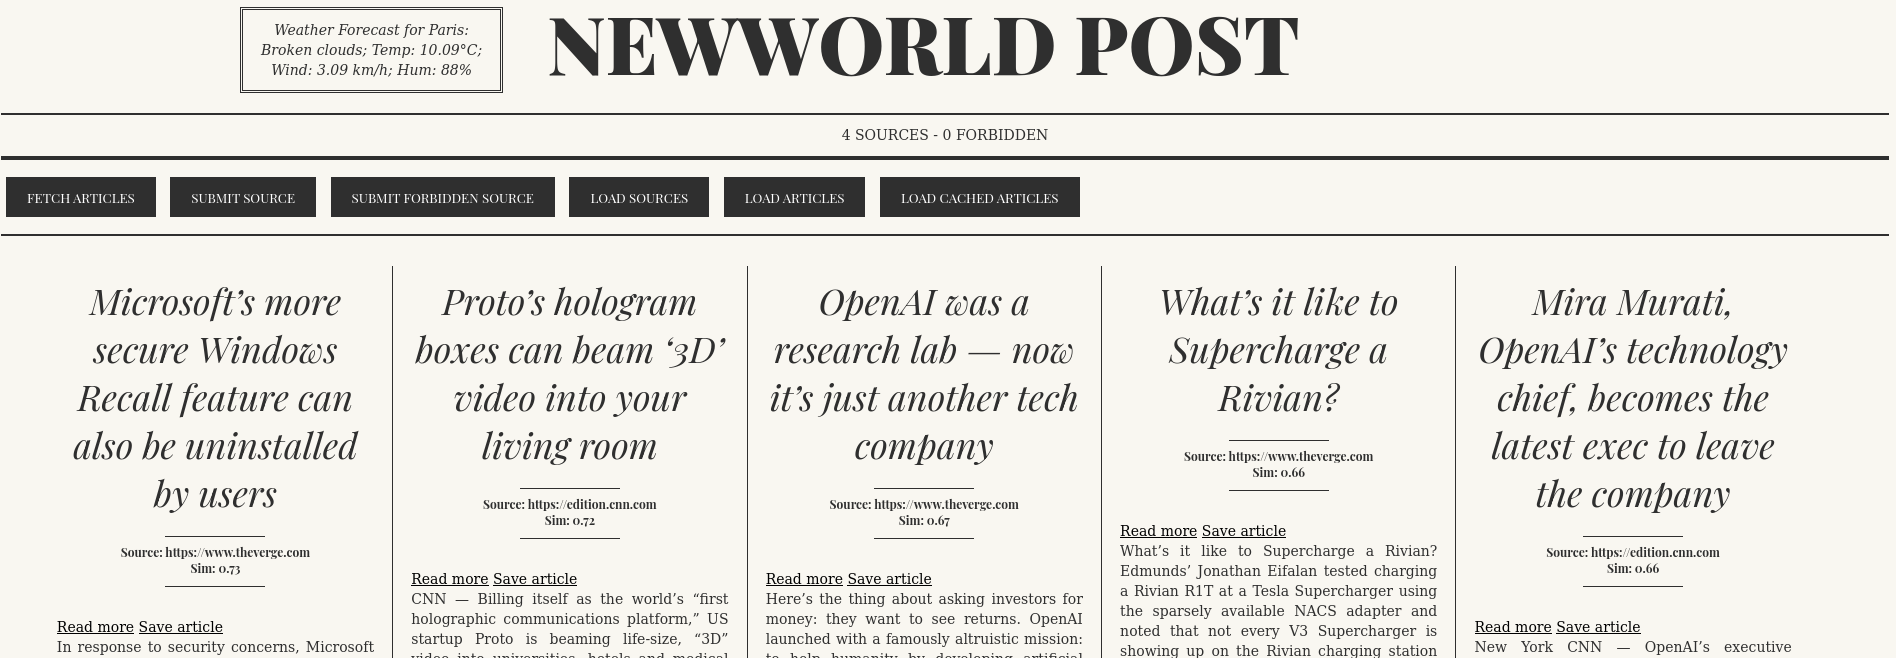 Weather Forecast for Paris:
Broken clouds; Temp: 10.09°C;
Wind: 3.09 km/h; Hum: 88%
NEWWORLD POST
4 SOURCES - 0 FORBIDDEN
FETCH ARTICLES
SUBMIT SOURCE
SUBMIT FORBIDDEN SOURCE
LOAD SOURCES
LOAD ARTICLES
LOAD CACHED ARTICLES
Microsoft’s more
secure Windows
Recall feature can
also be uninstalled
by users
Source: https://www.theverge.com
Sim: 0.73
Read more Save article
In response to security concerns, Microsoft
Proto’s hologram
boxes can beam ‘3D’
video into your
living room
Source: https://edition.cnn.com
Sim: 0.72
Read more Save article
CNN — Billing itself as the world’s “first
holographic communications platform,” US
startup Proto is beaming life-size, “3D”
video into universities, hotels and medical
OpenAI was a
research lab — now
it’s just another tech
company
Source: https://www.theverge.com
Sim: 0.67
Read more Save article
Here’s the thing about asking investors for
money: they want to see returns. OpenAI
launched with a famously altruistic mission:
to help humanity by developing artificial
What’s it like to
Supercharge a
Rivian?
Source: https://www.theverge.com
Sim: 0.66
Read more Save article
What’s it like to Supercharge a Rivian?
Edmunds’ Jonathan Eifalan tested charging
a Rivian R1T at a Tesla Supercharger using
the sparsely available NACS adapter and
noted that not every V3 Supercharger is
showing up on the Rivian charging station
Mira Murati,
OpenAI’s technology
chief, becomes the
latest exec to leave
the company
Source: https://edition.cnn.com
Sim: 0.66
Read more Save article
New York CNN — OpenAI’s executive